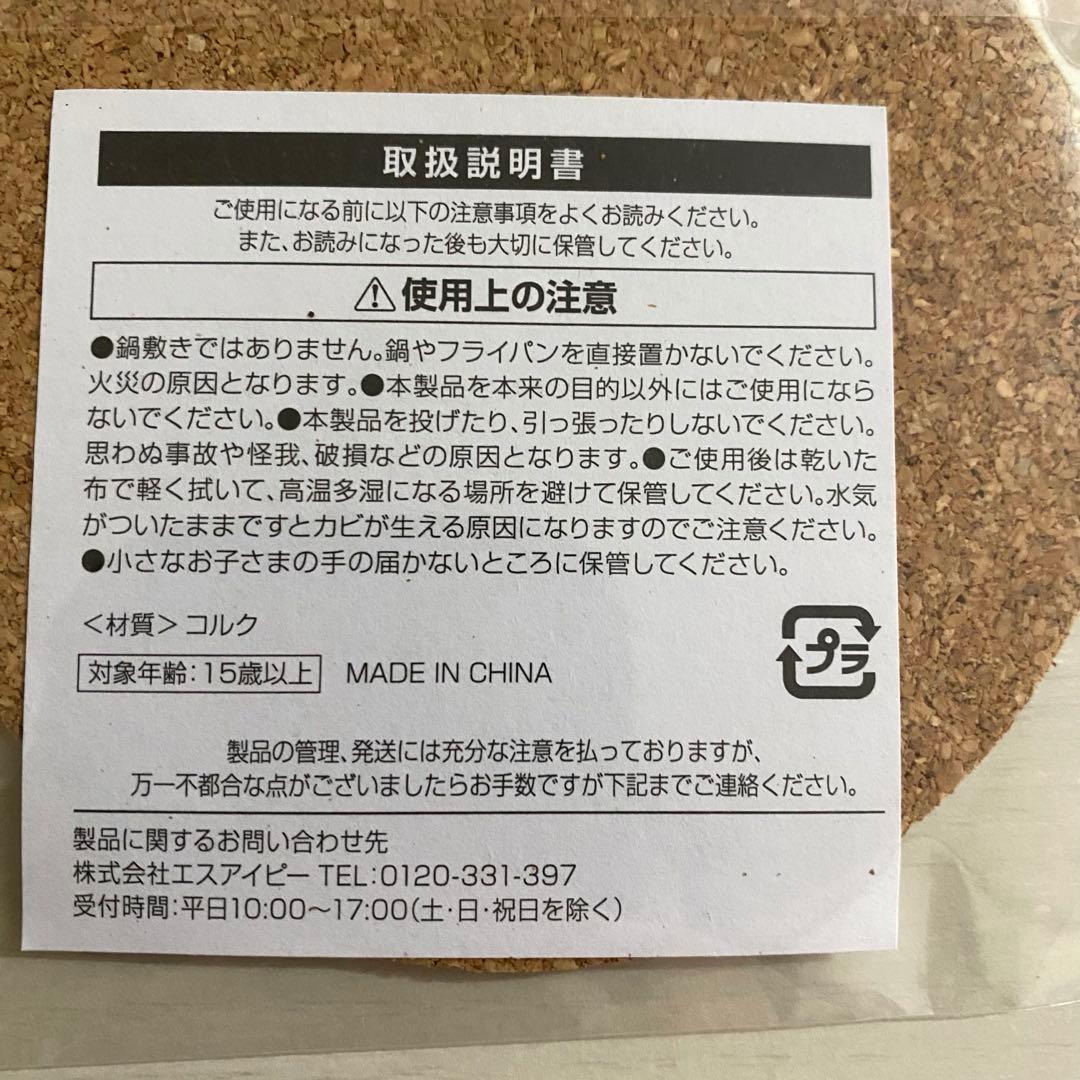 取扱説明書
ご使用になる前に以下の注意事項をよくお読みください。
また、お読みになった後も大切に保管してください。
⚠使用上の注意
●鍋敷きではありません。鍋やフライパンを直接置かないでください。
火災の原因となります。●本製品を本来の目的以外にはご使用になら
ないでください。●本製品を投げたり、引っ張ったりしないでください。
思わぬ事故や怪我、破損などの原因となります。●ご使用後は乾いた
布で軽く拭いて、高温多湿になる場所を避けて保管してください。水気
がついたままですとカビが生える原因になりますのでご注意ください。
●小さなお子さまの手の届かないところに保管してください。
＜材質＞コルク
対象年齢：15歳以上 MADE IN CHINA
プラ
製品の管理、発送には充分な注意を払っておりますが、
万一不都合な点がございましたらお手数ですが下記までご連絡ください。
製品に関するお問い合わせ先
株式会社エスアイピー TEL：0120-331-397
受付時間：平日10:00〜17:00（土・日・祝日を除く）